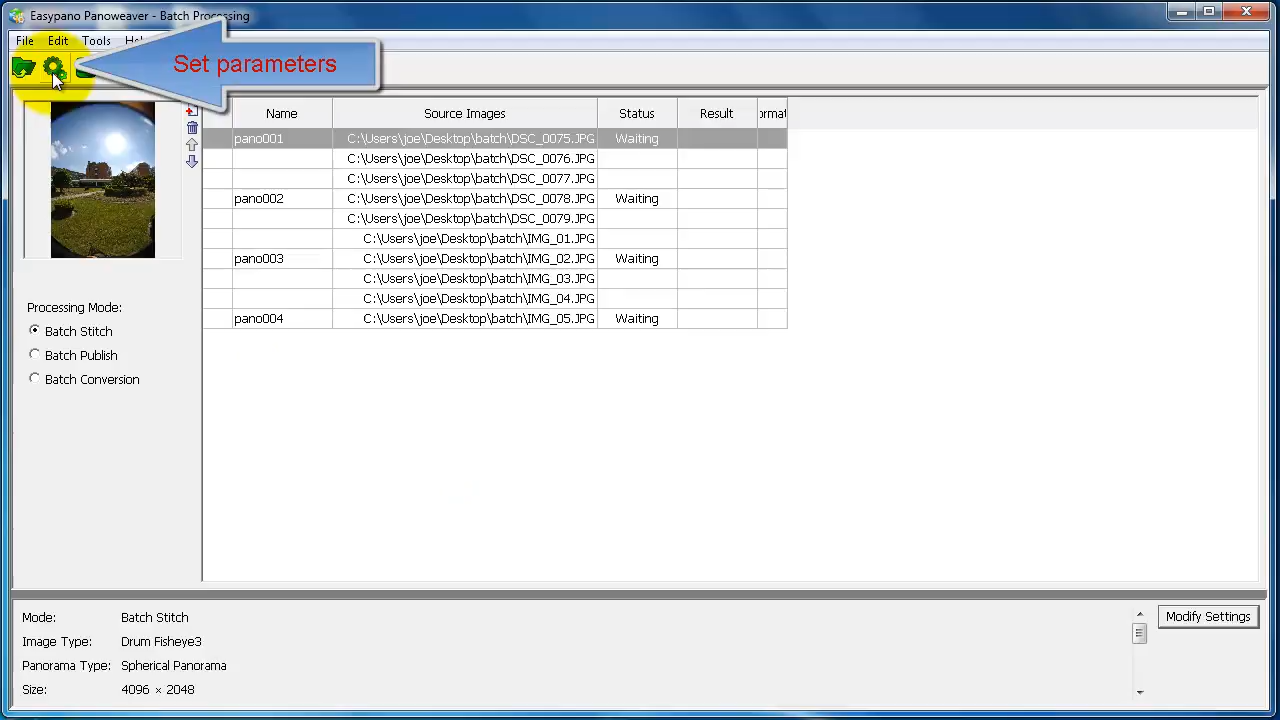 Easypano Panoweaver - Batch Processing
File Edit Tools
Set parameters
Name Source Images Status Result ormat
pano001 C:\Users\joe\Desktop\batch\DSC_0075.JPG Waiting
C:\Users\joe\Desktop\batch\DSC_0076.JPG
C:\Users\joe\Desktop\batch\DSC_0077.JPG
pano002 C:\Users\joe\Desktop\batch\DSC_0078.JPG Waiting
C:\Users\joe\Desktop\batch\DSC_0079.JPG
C:\Users\joe\Desktop\batch\IMG_01.JPG
pano003 C:\Users\joe\Desktop\batch\IMG_02.JPG Waiting
C:\Users\joe\Desktop\batch\IMG_03.JPG
C:\Users\joe\Desktop\batch\IMG_04.JPG
pano004 C:\Users\joe\Desktop\batch\IMG_05.JPG Waiting
Processing Mode:
Batch Stitch
Batch Publish
Batch Conversion
Mode: Batch Stitch
Modify Settings
Image Type: Drum Fisheye3
Panorama Type: Spherical Panorama
Size: 4096 × 2048